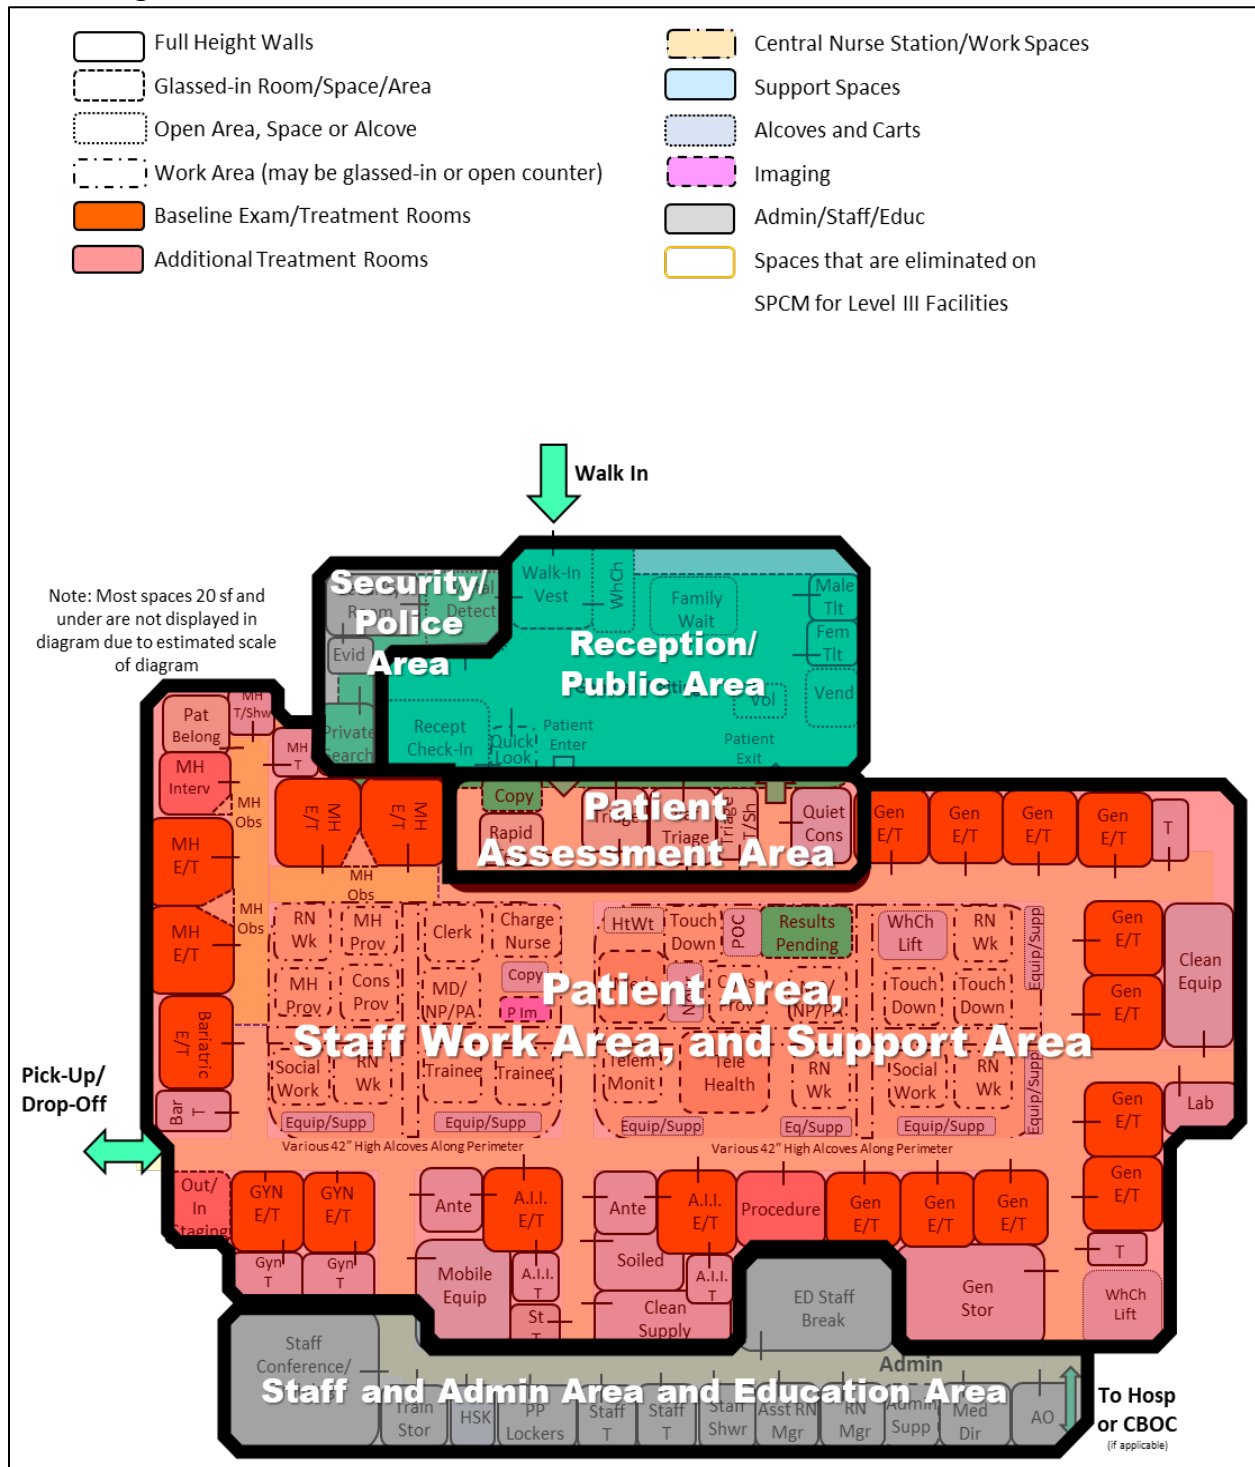 Full Height Walls
Glassed-in Room/Space/Area
Open Area, Space or Alcove
Work Area (may be glassed-in or open counter)
Baseline Exam/Treatment Rooms
Additional Treatment Rooms
Central Nurse Station/Work Spaces
Support Spaces
Alcoves and Carts
Imaging
Admin/Staff/Educ
Spaces that are eliminated on
SPCM for Level III Facilities
Walk In
Note: Most spaces 20 sf and
under are not displayed in
diagram due to estimated scale
of diagram
Security/
Police
Area
Room
Detect
Evid
Private
Search
Walk-In
Vest
WhCh
Family
Wait
Male
Tlt
Fem
Tlt
Reception/
Public Area
Vol
Vend
Recept
Check-In
Quick
Look
Patient
Enter
Patient
Exit
Pat
Belong
MH
T/Shw
MH
T
MH
Interv
MH
Obs
MH
E/T
MH
E/T
MH
Obs
Copy
Rapid
Patient
Assessment Area
Triage
Triage
Triage
T/Sh
Quiet
Cons
Gen
E/T
Gen
E/T
Gen
E/T
Gen
E/T
T
MH
E/T
MH
Obs
MH
E/T
RN
Wk
MH
Prov
Clerk
Charge
Nurse
HtWt
Touch
Down
POC
Results
Pending
WhCh
Lift
RN
Wk
Equip/Supp
Gen
E/T
Clean
Equip
MH
Prov
Cons
Prov
MD/
NP/PA
Copy
P Im
Prov
NP/PA
Touch
Down
Touch
Down
Gen
E/T
Patient Area,
Staff Work Area, and Support Area
Bariatric
E/T
Social
Work
RN
Wk
Trainee
Trainee
Telem
Monit
Tele
Health
RN
Wk
Social
Work
RN
Wk
Equip/Supp
Bar
T
Equip/Supp
Equip/Supp
Equip/Supp
Eq/Supp
Equip/Supp
Gen
E/T
Lab
Pick-Up/
Drop-Off
Various 42” High Alcoves Along Perimeter
Various 42” High Alcoves Along Perimeter
Out/
In
Staging
GYN
E/T
GYN
E/T
Ante
A.I.I.
E/T
Ante
A.I.I.
E/T
Procedure
Gen
E/T
Gen
E/T
Gen
E/T
Gen
E/T
Gyn
T
Gyn
T
Mobile
Equip
A.I.I.
T
St
T
Soiled
A.I.I.
T
Clean
Supply
ED Staff
Break
Gen
Stor
T
WhCh
Lift
Staff
Conference/
Admin
Staff and Admin Area and Education Area
Train
Stor
HSK
PP
Lockers
Staff
T
Staff
T
Staff
Shwr
Asst RN
Mgr
RN
Mgr
Admin
Supp
Med
Dir
AO
To Hosp
or CBOC
(if applicable)